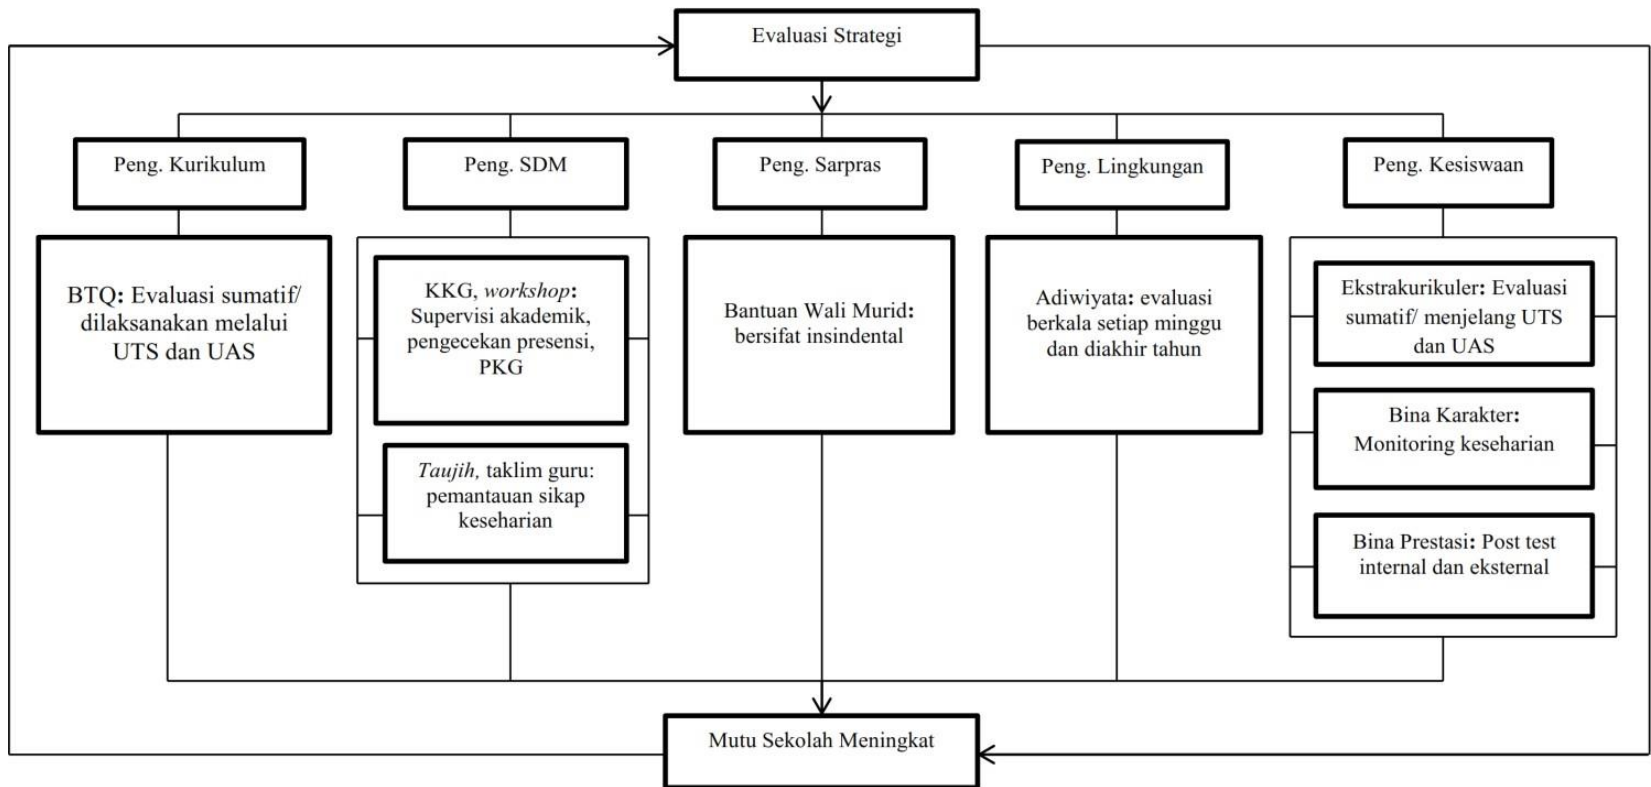 Evaluasi Strategi
Peng. Kurikulum
Peng. SDM
Peng. Sarpras
Peng. Lingkungan
Peng. Kesiswaan
BTQ: Evaluasi sumatif/
dilaksanakan melalui
UTS dan UAS
KKG, workshop:
Supervisi akademik,
pengecekan presensi,
PKG
Taujih, taklim guru:
pemantauan sikap
keseharian
Bantuan Wali Murid:
bersifat insindental
Adiwiyata: evaluasi
berkala setiap minggu
dan diakhir tahun
Ekstrakurikuler: Evaluasi
sumatif/ menjelang UTS
dan UAS
Bina Karakter:
Monitoring keseharian
Bina Prestasi: Post test
internal dan eksternal
Mutu Sekolah Meningkat